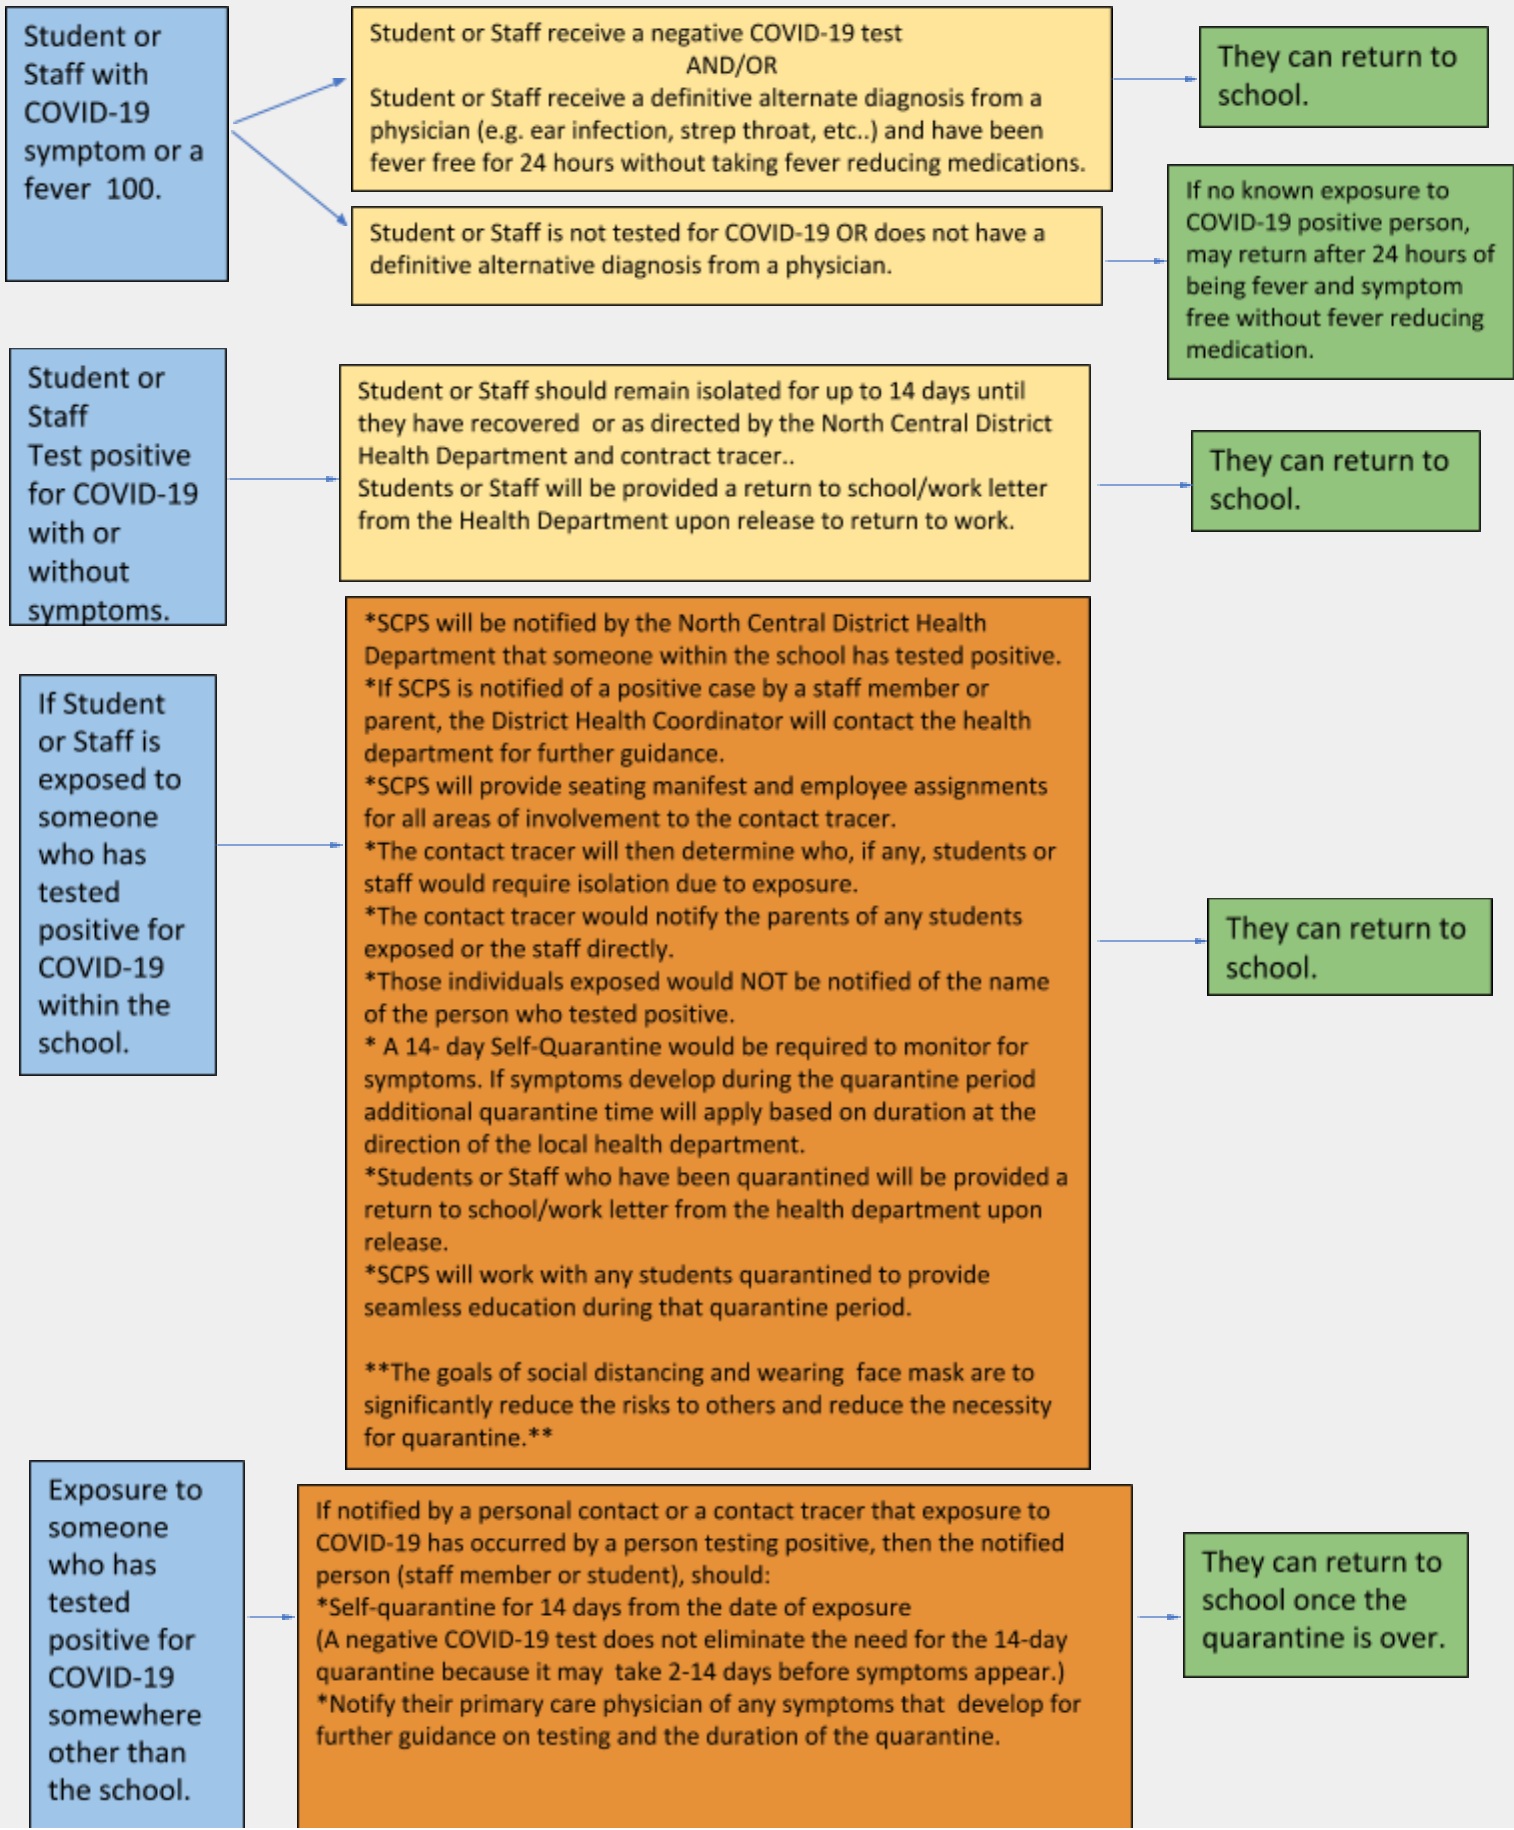 Student or
Staff with
COVID-19
symptom or a
fever 100.
Student or Staff receive a negative COVID-19 test
AND/OR
Student or Staff receive a definitive alternate diagnosis from a
physician (e.g. ear infection, strep throat, etc..) and have been
fever free for 24 hours without taking fever reducing medications.
They can return to
school.
Student or Staff is not tested for COVID-19 OR does not have a
definitive alternative diagnosis from a physician.
If no known exposure to
COVID-19 positive person,
may return after 24 hours of
being fever and symptom
free without fever reducing
medication.
Student or
Staff
Test positive
for COVID-19
with or
without
symptoms.
Student or Staff should remain isolated for up to 14 days until
they have recovered or as directed by the North Central District
Health Department and contract tracer..
Students or Staff will be provided a return to school/work letter
from the Health Department upon release to return to work.
They can return to
school.
If Student
or Staff is
exposed to
someone
who has
tested
positive for
COVID-19
within the
school.
*SCPS will be notified by the North Central District Health
Department that someone within the school has tested positive.
*If SCPS is notified of a positive case by a staff member or
parent, the District Health Coordinator will contact the health
department for further guidance.
*SCPS will provide seating manifest and employee assignments
for all areas of involvement to the contact tracer.
*The contact tracer will then determine who, if any, students or
staff would require isolation due to exposure.
*The contact tracer would notify the parents of any students
exposed or the staff directly.
*Those individuals exposed would NOT be notified of the name
of the person who tested positive.
* A 14- day Self-Quarantine would be required to monitor for
symptoms. If symptoms develop during the quarantine period
additional quarantine time will apply based on duration at the
direction of the local health department.
*Students or Staff who have been quarantined will be provided a
return to school/work letter from the health department upon
release.
*SCPS will work with any students quarantined to provide
seamless education during that quarantine period.
**The goals of social distancing and wearing face mask are to
significantly reduce the risks to others and reduce the necessity
for quarantine.**
They can return to
school.
Exposure to
someone
who has
tested
positive for
COVID-19
somewhere
other than
the school.
If notified by a personal contact or a contact tracer that exposure to
COVID-19 has occurred by a person testing positive, then the notified
person (staff member or student), should:
*Self-quarantine for 14 days from the date of exposure
(A negative COVID-19 test does not eliminate the need for the 14-day
quarantine because it may take 2-14 days before symptoms appear.)
*Notify their primary care physician of any symptoms that develop for
further guidance on testing and the duration of the quarantine.
They can return to
school once the
quarantine is over.